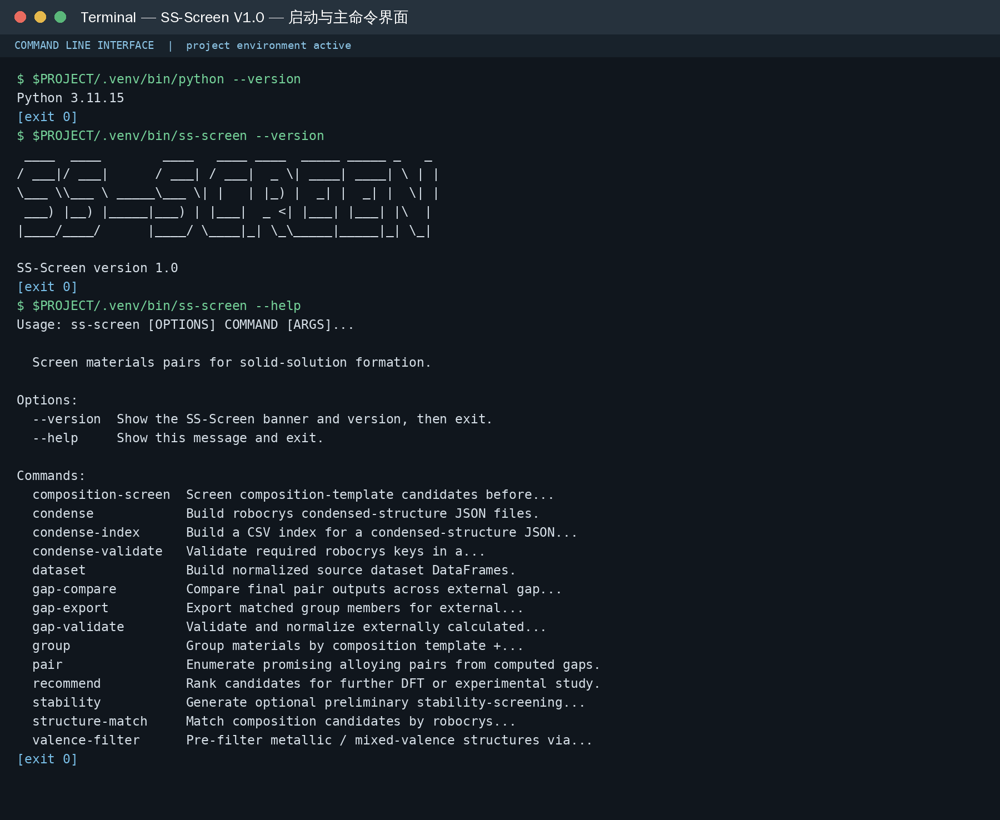 Terminal — SS-Screen V1.0 — 启动与主命令界面
COMMAND LINE INTERFACE  |  project environment active
$ $PROJECT/.venv/bin/python --version
Python 3.11.15
[exit 0]
$ $PROJECT/.venv/bin/ss-screen --version
 ____  ____        ____   ____ ____  _____ _____ _   _
/ ___|/ ___|      / ___| / ___|  _ \| ____| ____| \ | |
\___ \\___ \ _____\___ \| |   | |_) |  _| |  _| |  \| |
 ___) |__) |_____|___) | |___|  _ <| |___| |___| |\  |
|____/____/      |____/ \____|_| \_\_____|_____|_| \_|
SS-Screen version 1.0
[exit 0]
$ $PROJECT/.venv/bin/ss-screen --help
Usage: ss-screen [OPTIONS] COMMAND [ARGS]...
  Screen materials pairs for solid-solution formation.
Options:
  --version  Show the SS-Screen banner and version, then exit.
  --help     Show this message and exit.
Commands:
  composition-screen  Screen composition-template candidates before...
  condense            Build robocrys condensed-structure JSON files.
  condense-index      Build a CSV index for a condensed-structure JSON...
  condense-validate   Validate required robocrys keys in a...
  dataset             Build normalized source dataset DataFrames.
  gap-compare         Compare final pair outputs across external gap...
  gap-export          Export matched group members for external...
  gap-validate        Validate and normalize externally calculated...
  group               Group materials by composition template +...
  pair                Enumerate promising alloying pairs from computed gaps.
  recommend           Rank candidates for further DFT or experimental study.
  stability           Generate optional preliminary stability-screening...
  structure-match     Match composition candidates by robocrys...
  valence-filter      Pre-filter metallic / mixed-valence structures via...
[exit 0]